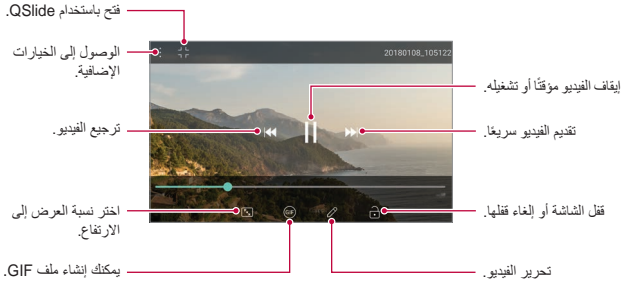 فتح باستخدام QSlide.
الوصول إلى الخيارات
الإضافية.
20180108_105122
إيقاف الفيديو مؤقتًا أو تشغيله.
ترجيع الفيديو.
تقديم الفيديو سريعًا.
اختر نسبة العرض إلى
الارتفاع.
قفل الشاشة أو إلغاء قفلها.
GIF
يمكنك إنشاء ملف GIF.
تحرير الفيديو.